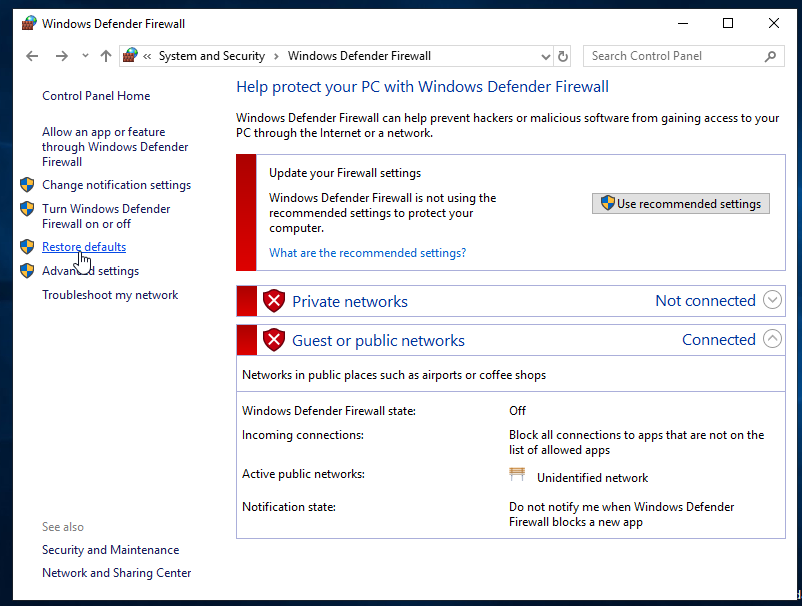 Windows Defender Firewall
« System and Security > Windows Defender Firewall
Search Control Panel
Control Panel Home
Allow an app or feature
through Windows Defender
Firewall
Change notification settings
Turn Windows Defender
Firewall on or off
Restore defaults
Advanced settings
Troubleshoot my network
See also
Security and Maintenance
Network and Sharing Center
Help protect your PC with Windows Defender Firewall
Windows Defender Firewall can help prevent hackers or malicious software from gaining access to your
PC through the Internet or a network.
Update your Firewall settings
Windows Defender Firewall is not using the
recommended settings to protect your
computer.
What are the recommended settings?
Use recommended settings
Private networks Not connected
Guest or public networks Connected
Networks in public places such as airports or coffee shops
Windows Defender Firewall state: Off
Incoming connections: Block all connections to apps that are not on the
list of allowed apps
Active public networks: Unidentified network
Notification state: Do not notify me when Windows Defender
Firewall blocks a new app